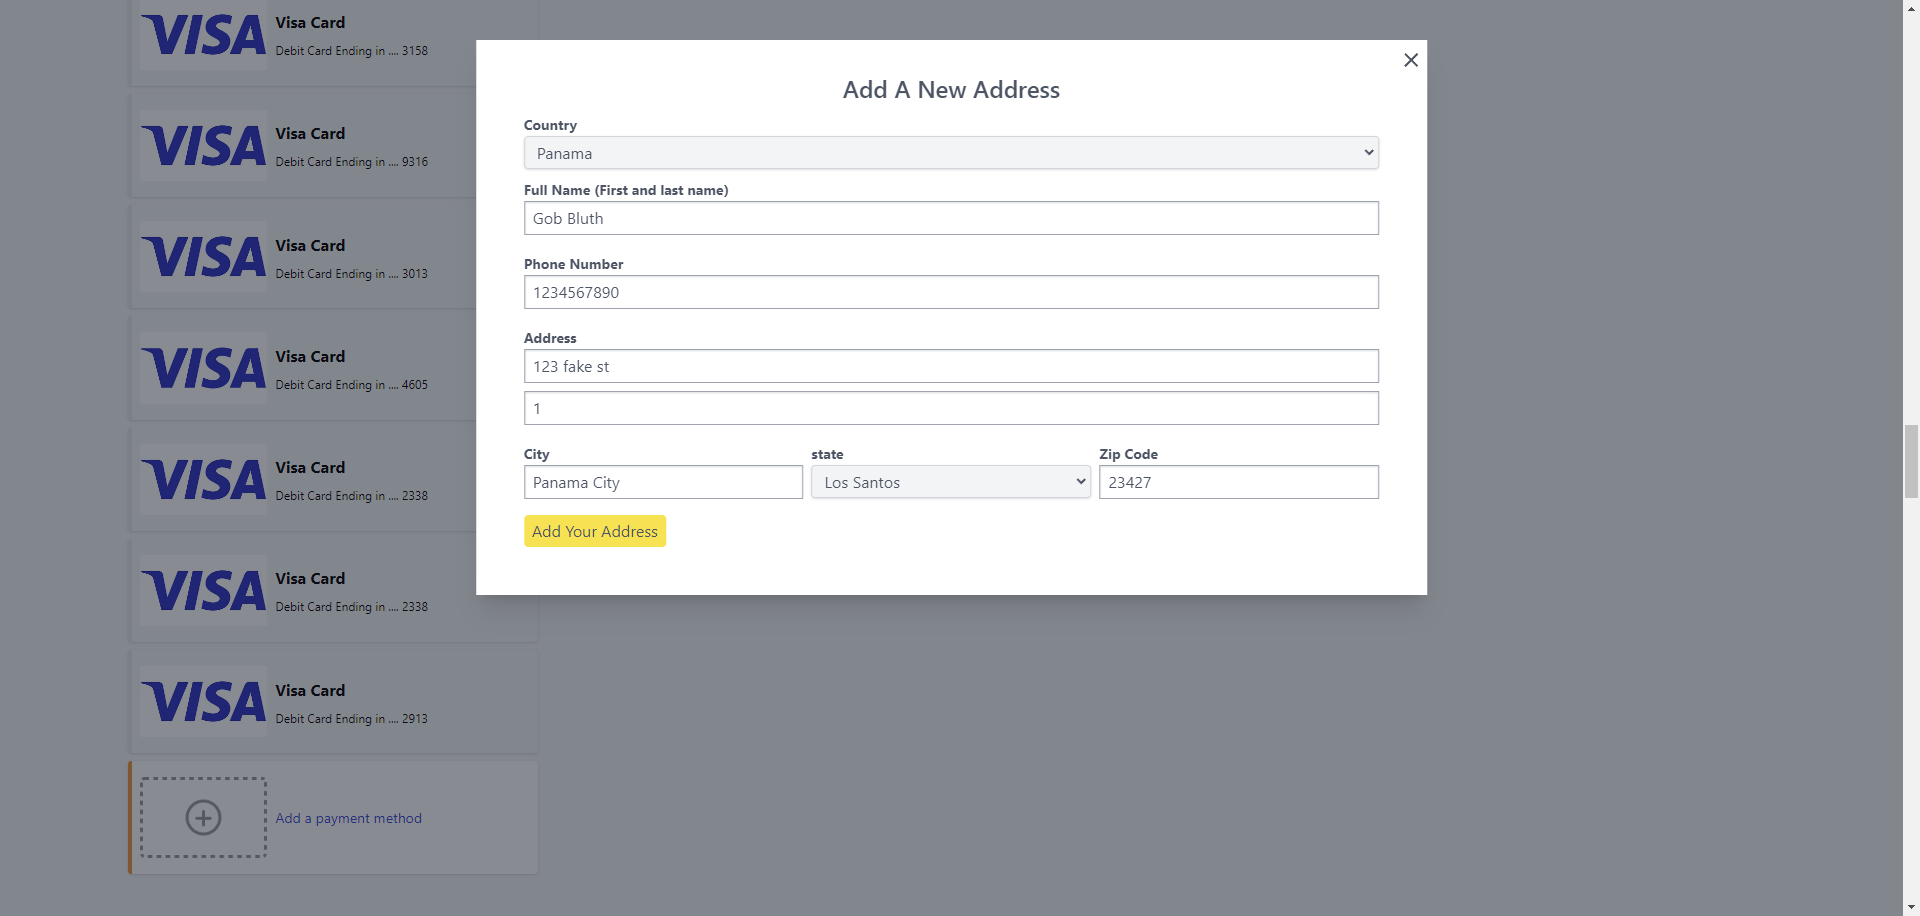 VISA
Visa Card
Debit Card Ending in .... 3158
VISA
Visa Card
Debit Card Ending in .... 9316
VISA
Visa Card
Debit Card Ending in .... 3013
VISA
Visa Card
Debit Card Ending in .... 4605
VISA
Visa Card
Debit Card Ending in .... 2338
VISA
Visa Card
Debit Card Ending in .... 2338
VISA
Visa Card
Debit Card Ending in .... 2913
Add a payment method
Add A New Address
Country
Panama
Full Name (First and last name)
Gob Bluth
Phone Number
1234567890
Address
123 fake st
1
City state Zip Code
Panama City Los Santos 23427
Add Your Address